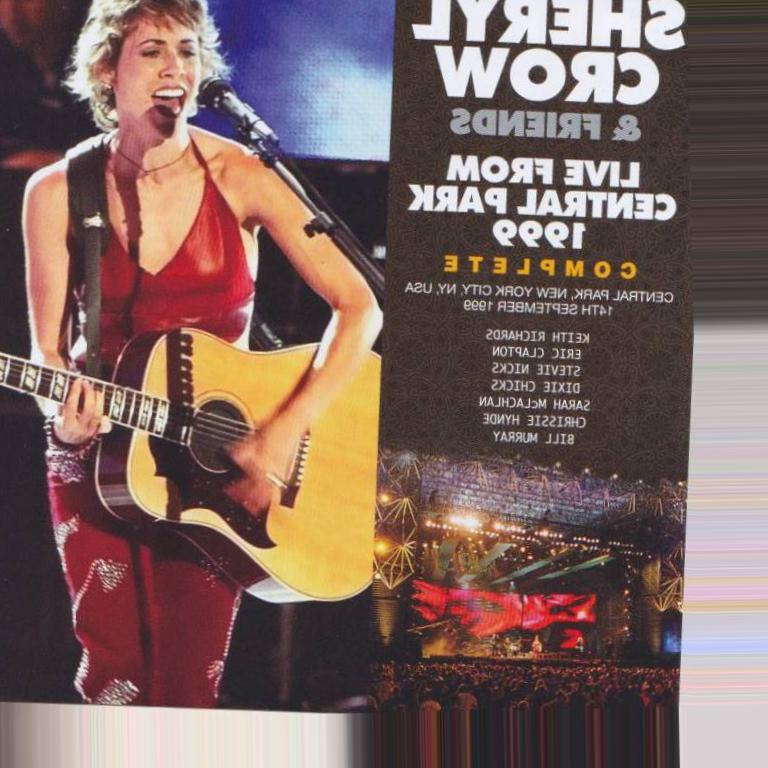 SHERYL
CROW
& FRIENDS
LIVE FROM
CENTRAL PARK
1999
COMPLETE
CENTRAL PARK, NEW YORK CITY, NY, USA
14TH SEPTEMBER 1999
KEITH RICHARDS
ERIC CLAPTON
STEVIE NICKS
DIXIE CHICKS
SARAH McLACHLAN
CHRISSIE HYNDE
BILL MURRAY